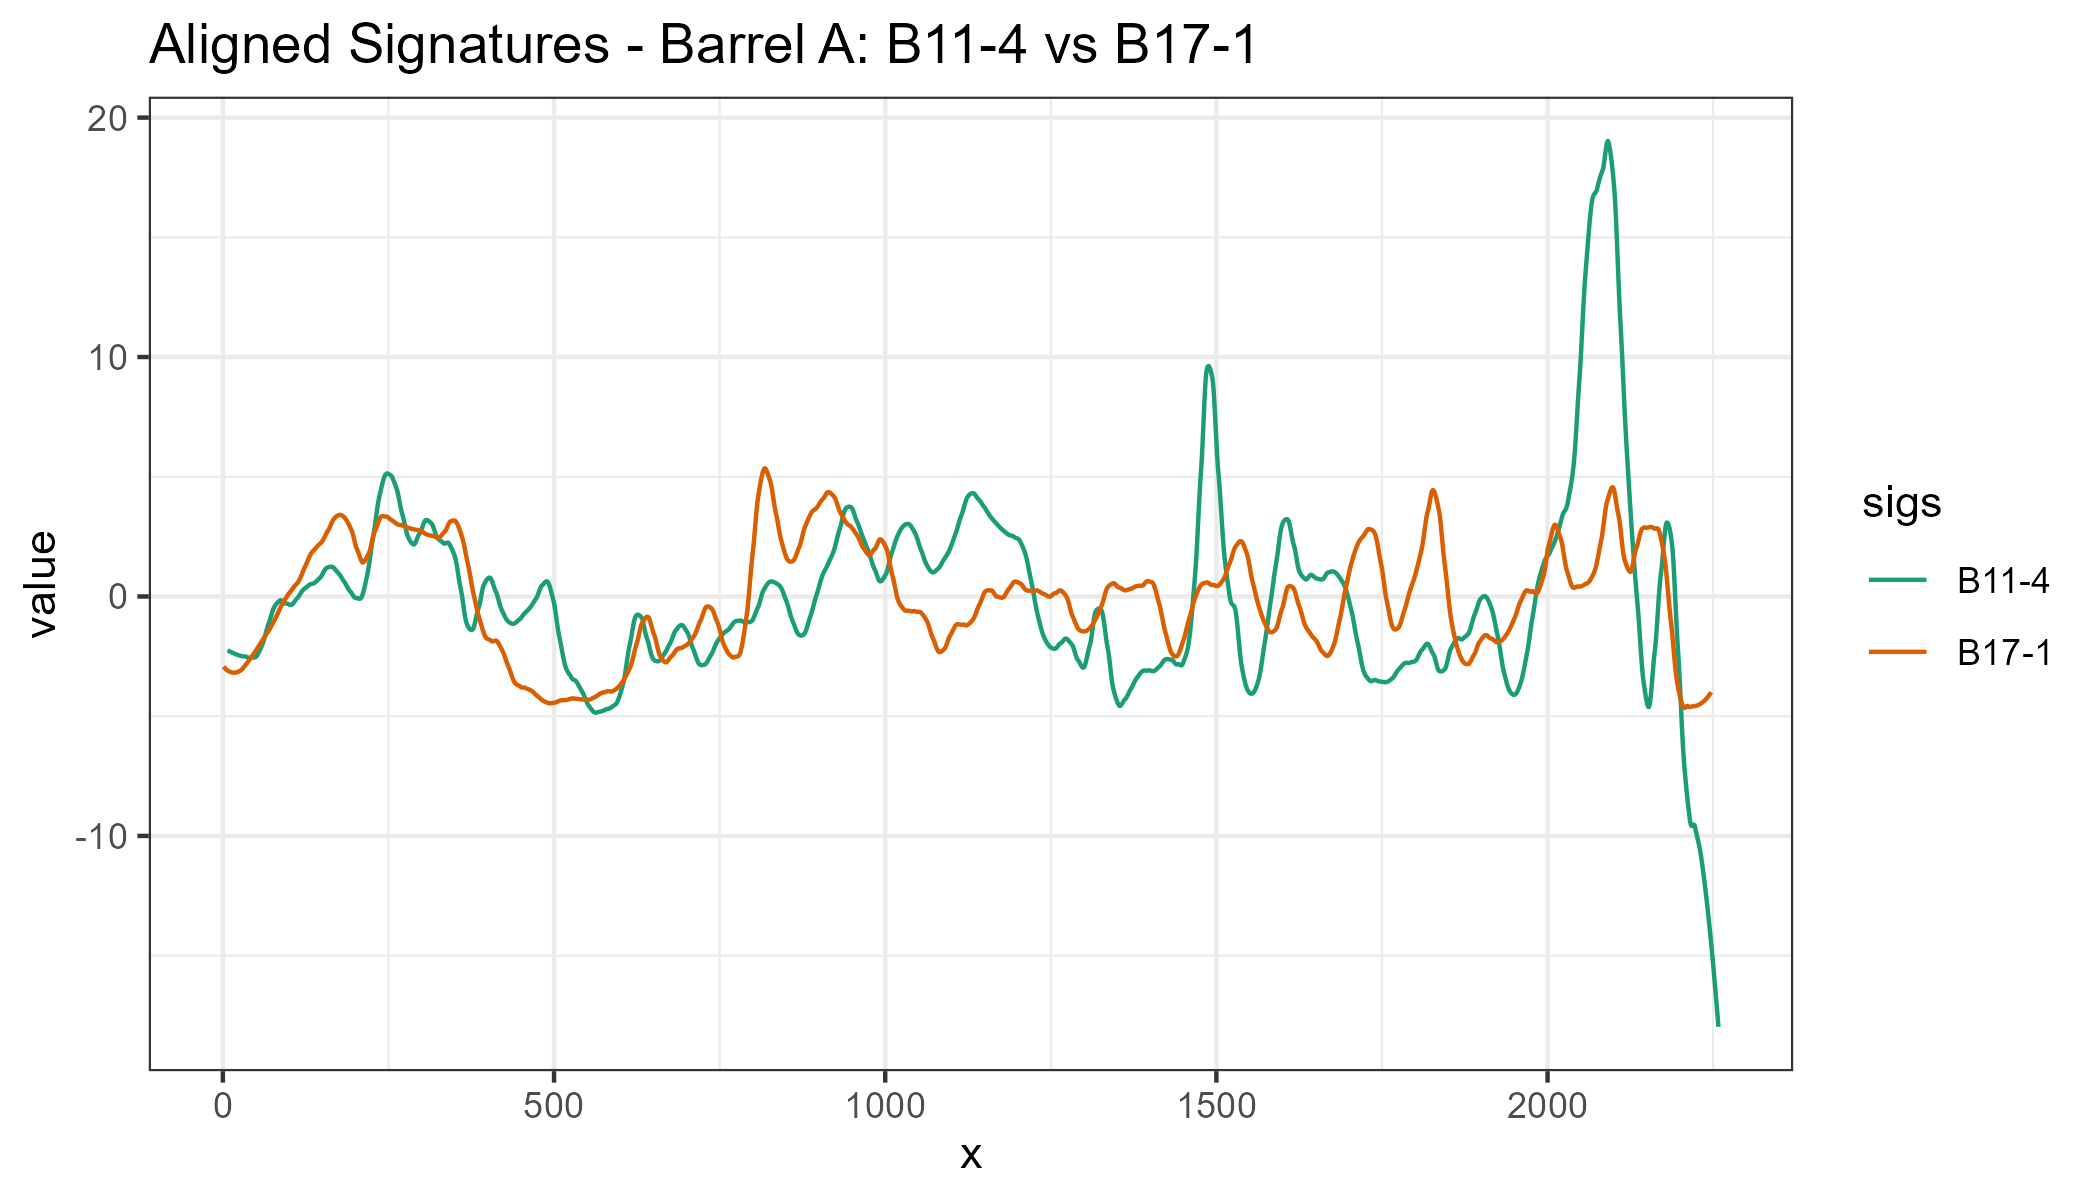 Aligned Signatures - Barrel A: B11-4 vs B17-1
20
10
0
-10
value
0 500 1000 1500 2000
x
sigs
B11-4
B17-1